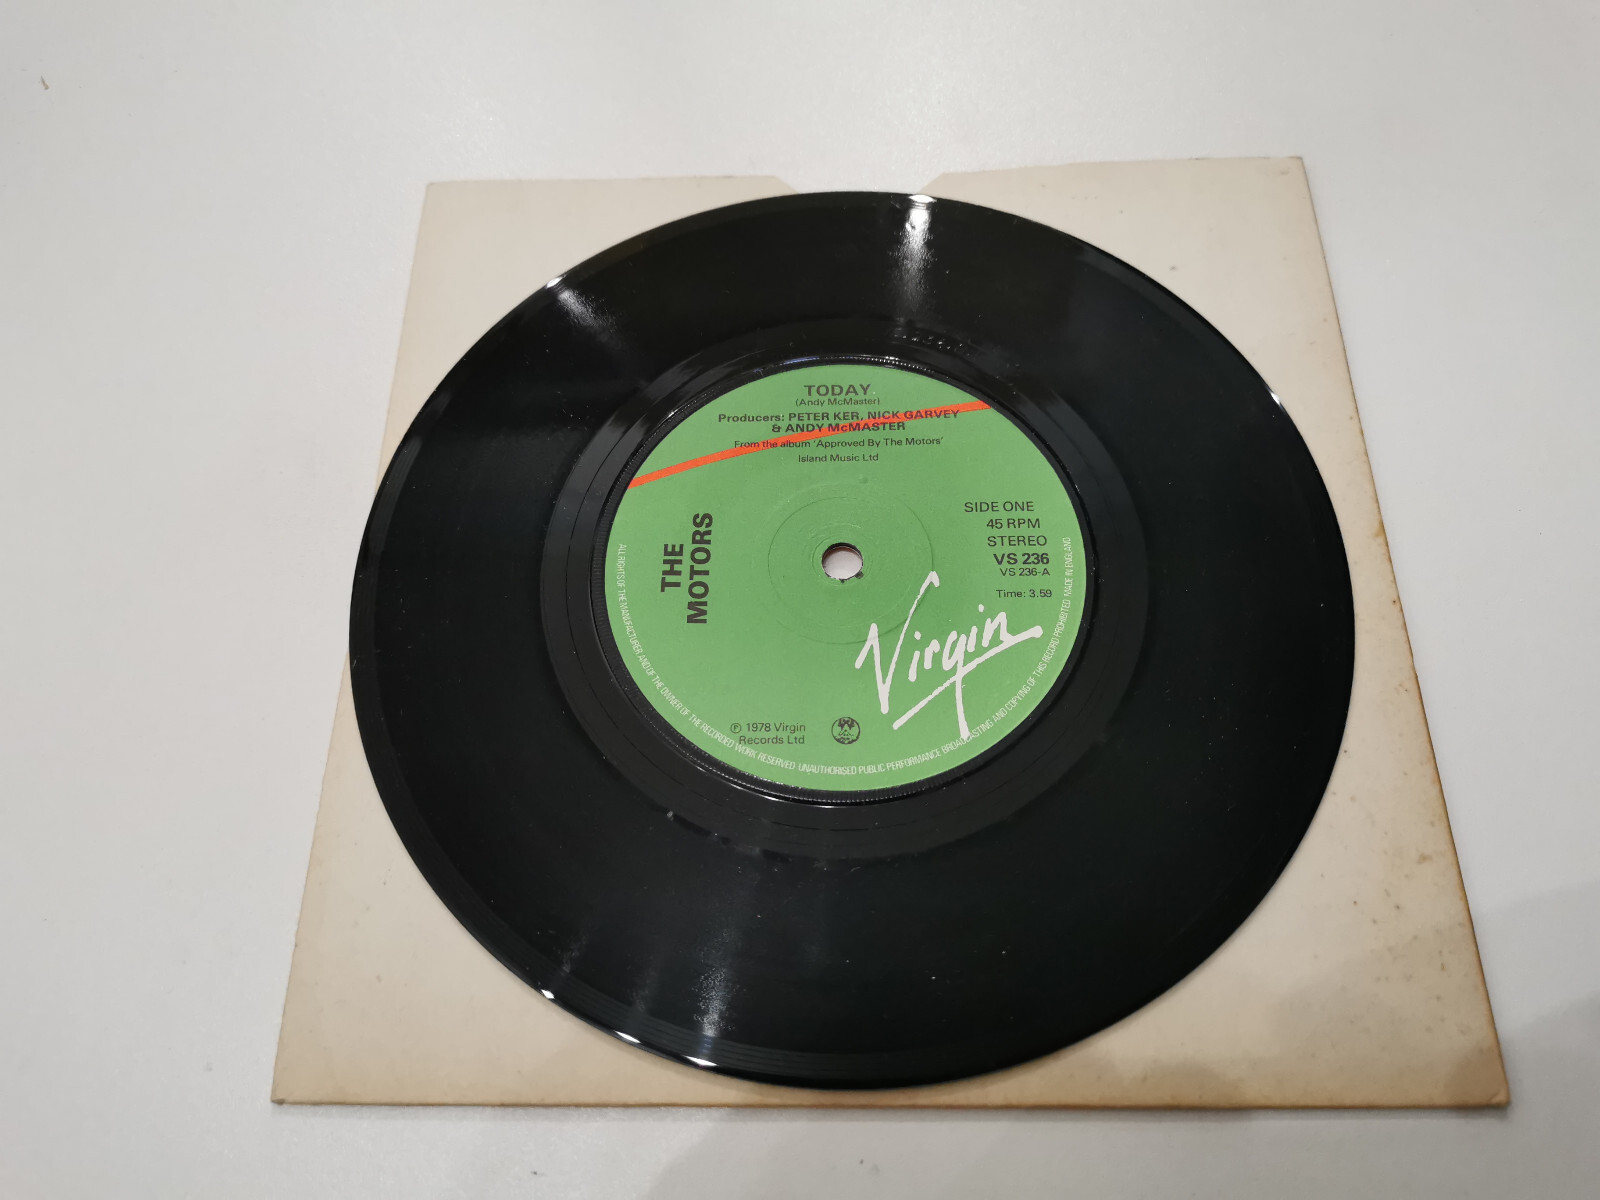 TODAY
(Andy McMaster)
Producers: PETER KER, NICK GARVEY
& ANDY McMASTER
From the album 'Approved By The Motors'
Island Music Ltd
SIDE ONE
45 RPM
STEREO
VS 236
VS 236-A
Time: 3.59
THE
MOTORS
Virgin
℗ 1978 Virgin
Records Ltd
ALL RIGHTS OF THE MANUFACTURER AND OF THE OWNER OF THE RECORDED WORK RESERVED UNAUTHORISED PUBLIC PERFORMANCE BROADCASTING AND COPYING OF THIS RECORD PROHIBITED MADE IN ENGLAND